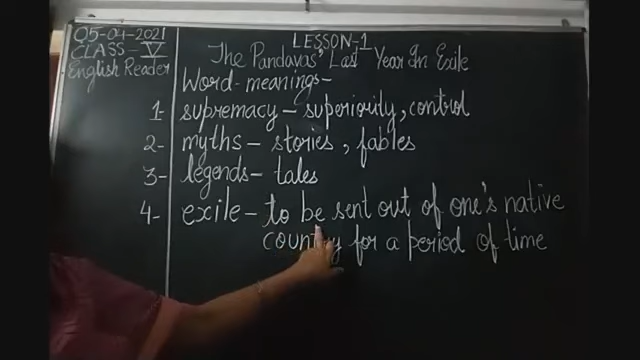 05-04-2021
CLASS - V
English Reader
LESSON-1
The Pandavas' Last Year In Exile
Word-meanings-
1- supremacy - superiority, control
2- myths - stories, fables
3- legends - tales
4- exile - to be sent out of one's native
country for a period of time